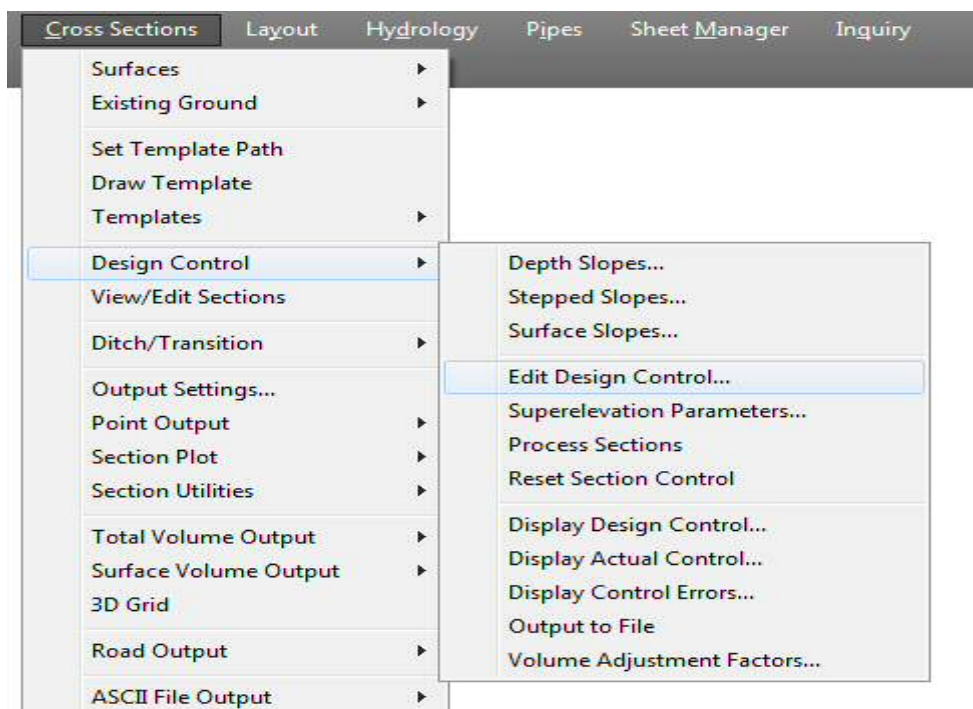 Cross Sections Layout Hydrology Pipes Sheet Manager Inquiry
Surfaces
Existing Ground
Set Template Path
Draw Template
Templates
Design Control
View/Edit Sections
Ditch/Transition
Output Settings...
Point Output
Section Plot
Section Utilities
Total Volume Output
Surface Volume Output
3D Grid
Road Output
ASCII File Output
Depth Slopes...
Stepped Slopes...
Surface Slopes...
Edit Design Control...
Superelevation Parameters...
Process Sections
Reset Section Control
Display Design Control...
Display Actual Control...
Display Control Errors...
Output to File
Volume Adjustment Factors...